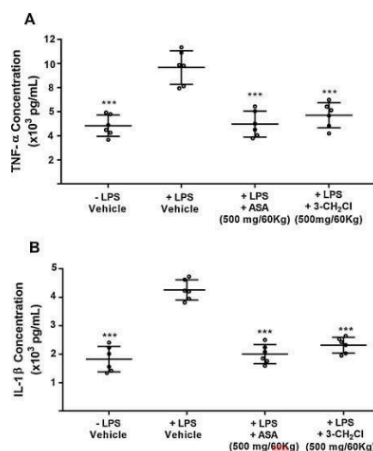 A
TNF- α Concentration
(x10³ pg/mL)
12
10
8
6
4
2
***
***
***
- LPS
Vehicle
+ LPS
Vehicle
+ LPS
+ ASA
(500 mg/60Kg)
+ LPS
+ 3-CH₂Cl
(500mg/60Kg)
B
IL-1β Concentration
(x10³ pg/mL)
5
4
3
2
1
***
***
***
- LPS
Vehicle
+ LPS
Vehicle
+ LPS
+ASA
(500 mg/60Kg)
+ LPS
+ 3-CH₂Cl
(500 mg/60Kg)